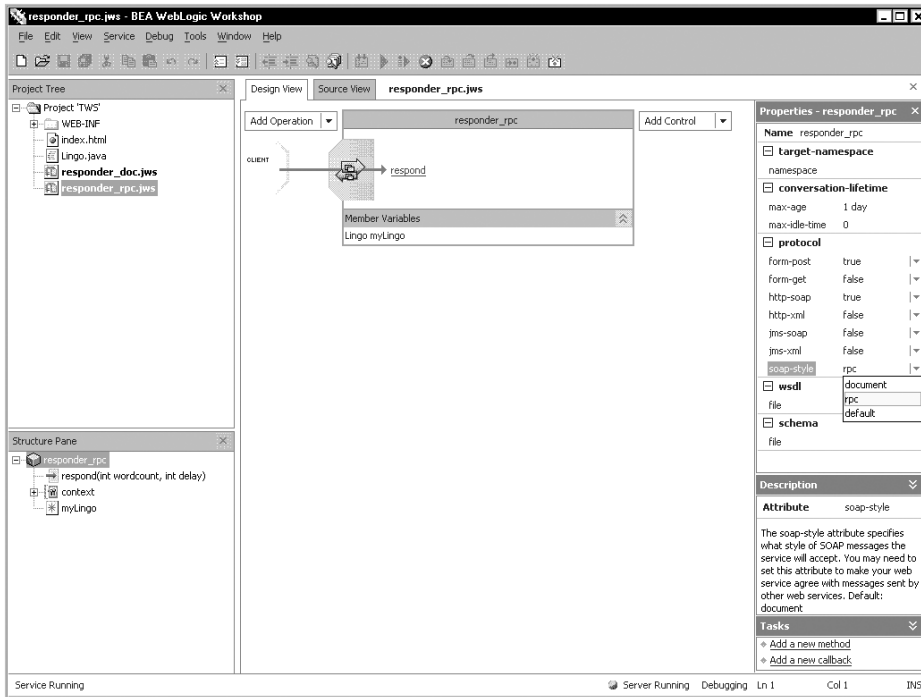 responder_rpc.jws - BEA WebLogic Workshop
File Edit View Service Debug Tools Window Help
Project Tree
Project 'TWS'
WEB-INF
index.html
Lingo.java
responder_doc.jws
responder_rpc.jws
Structure Pane
responder_rpc
respond(int wordcount, int delay)
context
myLingo
Design View Source View responder_rpc.jws
Add Operation responder_rpc Add Control
CLIENT
respond
Member Variables
Lingo myLingo
Properties - responder_rpc
Name responder_rpc
target-namespace
namespace
conversation-lifetime
max-age 1 day
max-idle-time 0
protocol
form-post true
form-get false
http-soap true
http-xml false
jms-soap false
jms-xml false
soap-style rpc
document
rpc
default
wsdl
file
schema
file
Description
Attribute soap-style
The soap-style attribute specifies
what style of SOAP messages the
service will accept. You may need to
set this attribute to make your web
service agree with messages sent by
other web services. Default:
document
Tasks
Add a new method
Add a new callback
Service Running Server Running Debugging Ln 1 Col 1 INS